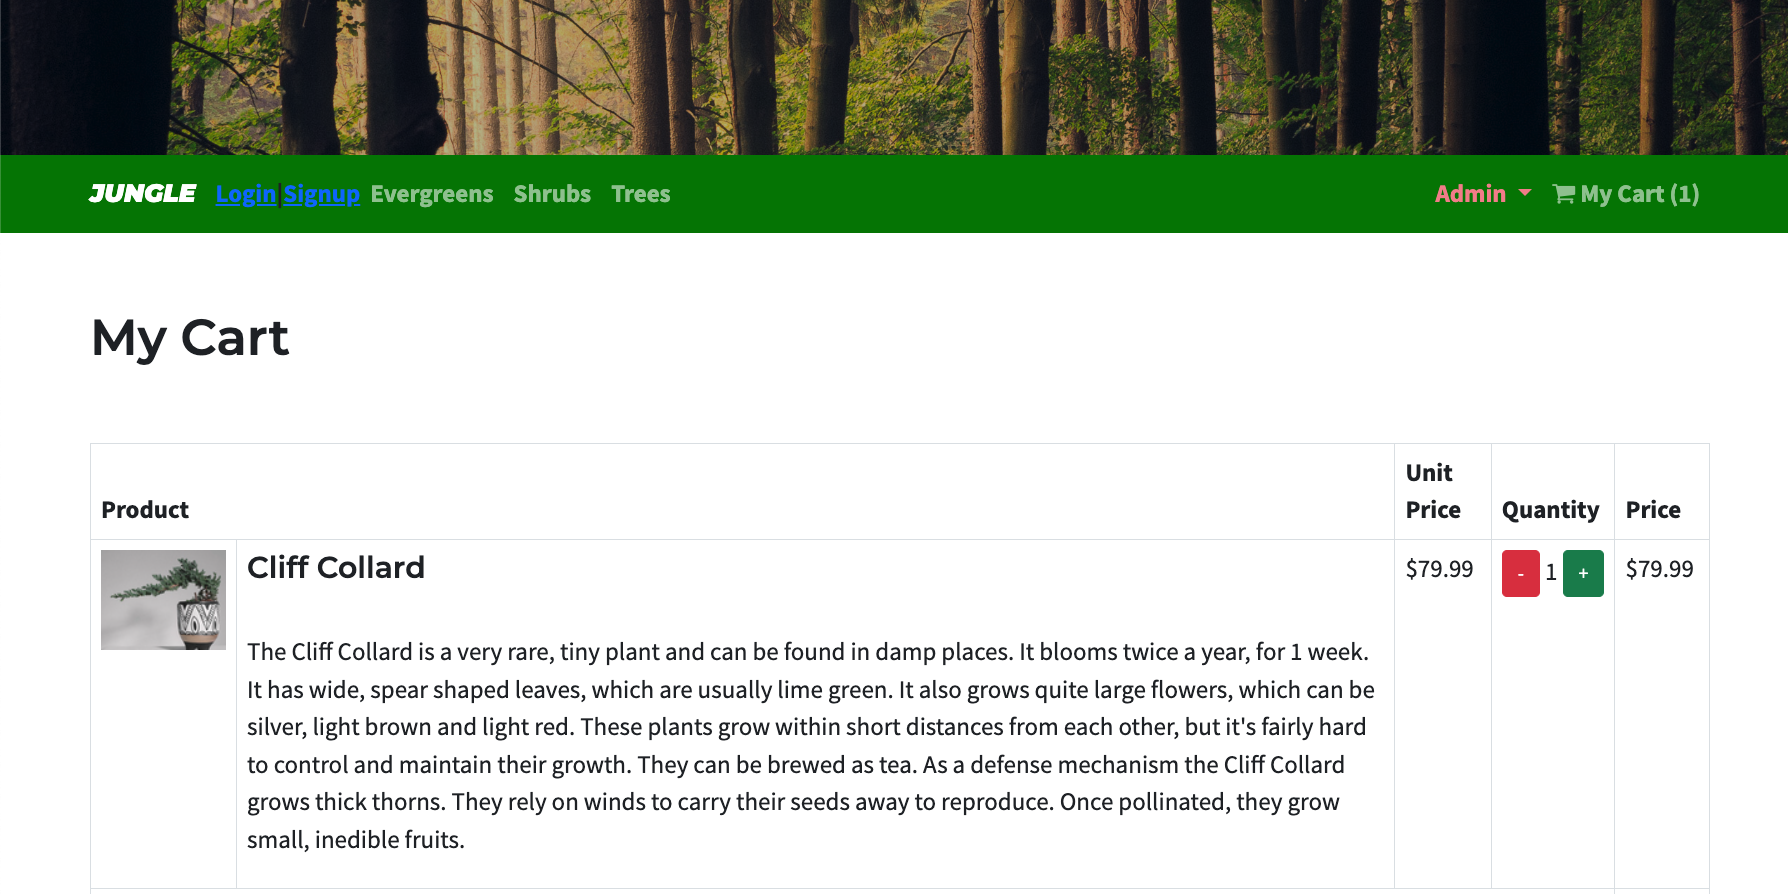 JUNGLE Login|Signup Evergreens Shrubs Trees Admin My Cart (1)
My Cart
Product Unit Price Quantity Price
Cliff Collard $79.99 - 1 + $79.99
The Cliff Collard is a very rare, tiny plant and can be found in damp places. It blooms twice a year, for 1 week.
It has wide, spear shaped leaves, which are usually lime green. It also grows quite large flowers, which can be
silver, light brown and light red. These plants grow within short distances from each other, but it's fairly hard
to control and maintain their growth. They can be brewed as tea. As a defense mechanism the Cliff Collard
grows thick thorns. They rely on winds to carry their seeds away to reproduce. Once pollinated, they grow
small, inedible fruits.